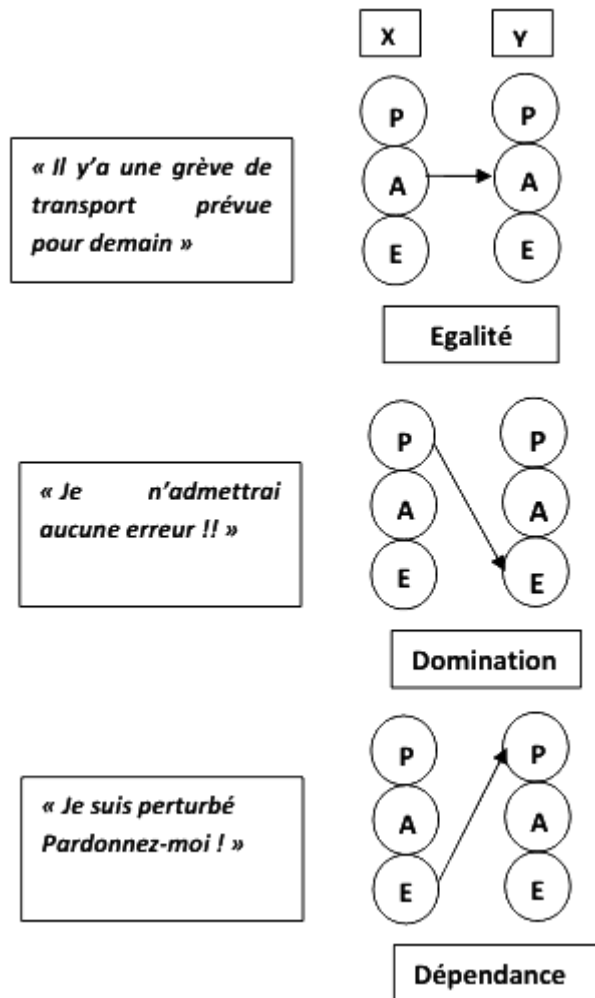 X Y
P P
« Il y'a une grève de
transport prévue
pour demain »
A A
E E
Egalité
P P
« Je n'admettrai
aucune erreur !! »
A A
E E
Domination
P P
« Je suis perturbé
Pardonnez-moi ! »
A A
E E
Dépendance